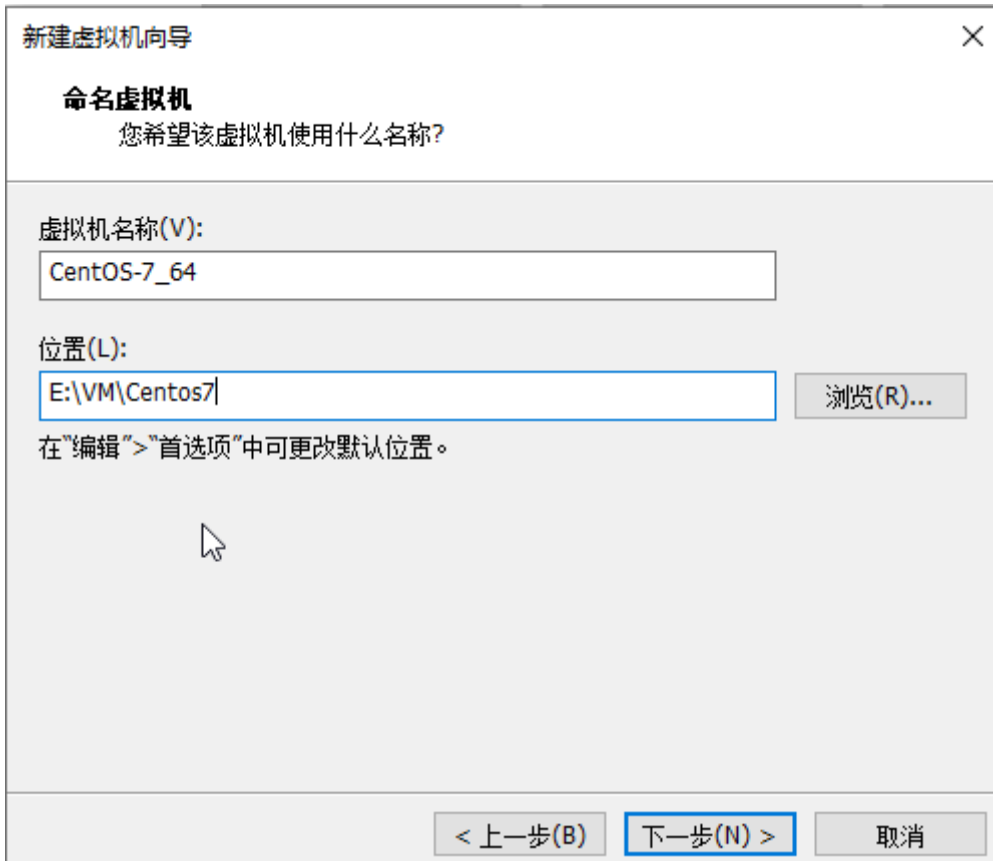 新建虚拟机向导
命名虚拟机
您希望该虚拟机使用什么名称?
虚拟机名称(V):
CentOS-7_64
位置(L):
E:\VM\Centos7
浏览(R)...
在"编辑">"首选项"中可更改默认位置。
< 上一步(B)
下一步(N) >
取消